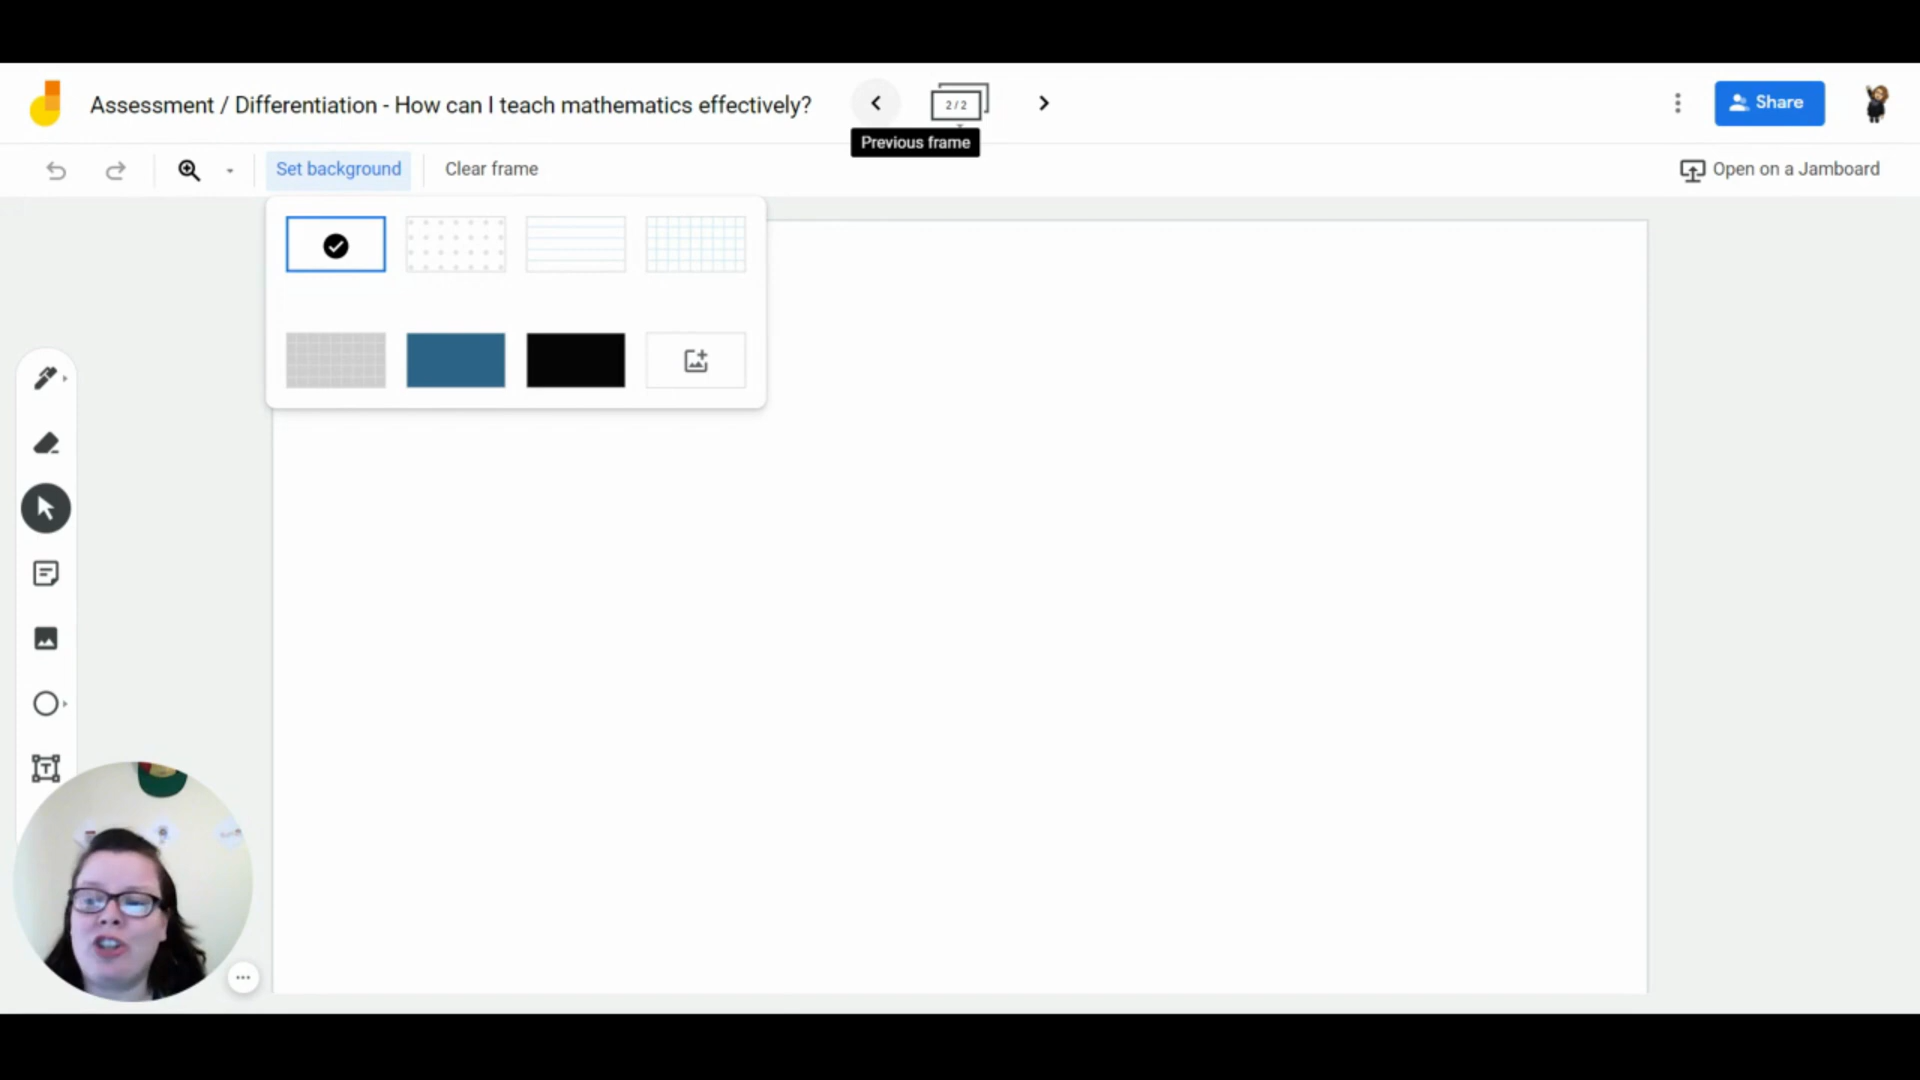 Assessment / Differentiation - How can I teach mathematics effectively?
2 / 2
Share
Previous frame
Set background
Clear frame
Open on a Jamboard
T